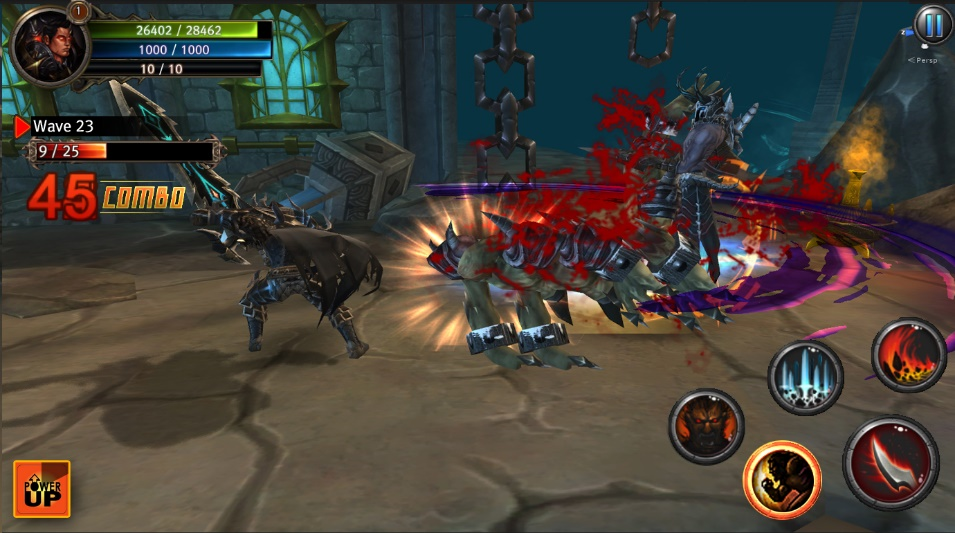 1
26402 / 28462
1000 / 1000
10 / 10
Wave 23
9 / 25
45 COMBO
Persp
POWER
UP